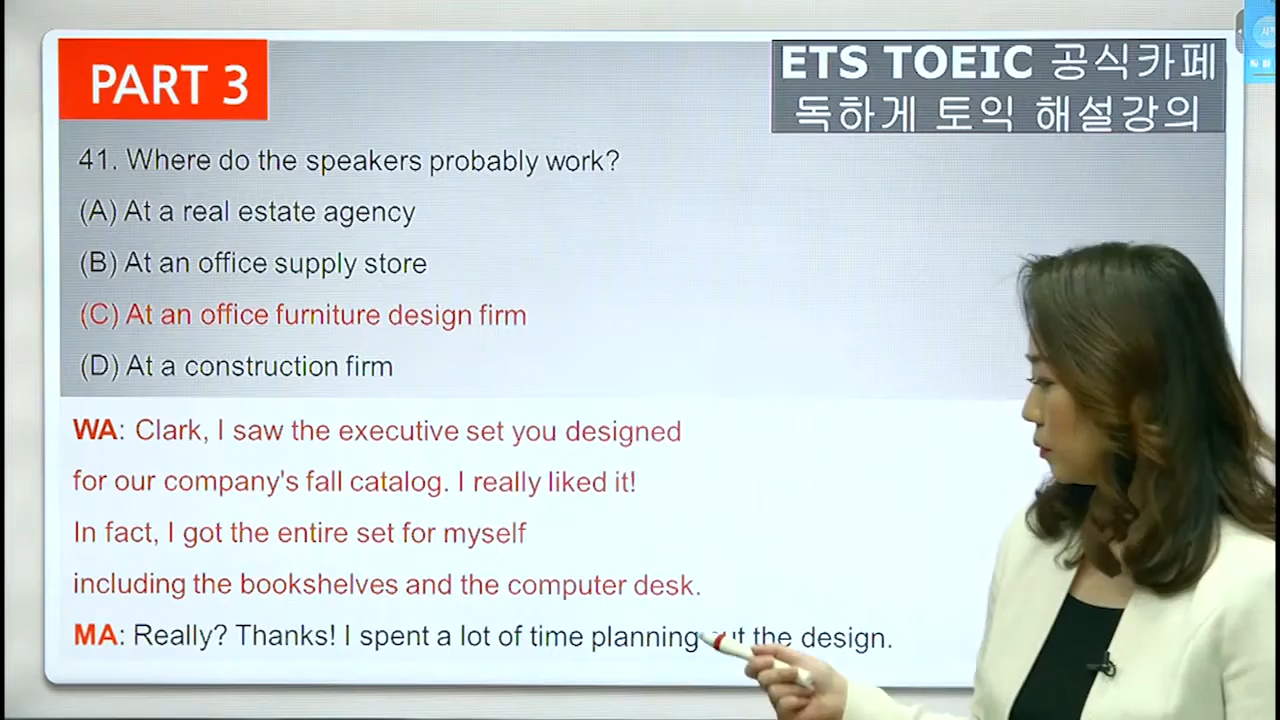 PART 3
ETS TOEIC 공식카페
독하게 토익 해설강의
41. Where do the speakers probably work?
(A) At a real estate agency
(B) At an office supply store
(C) At an office furniture design firm
(D) At a construction firm
WA: Clark, I saw the executive set you designed
for our company's fall catalog. I really liked it!
In fact, I got the entire set for myself
including the bookshelves and the computer desk.
MA: Really? Thanks! I spent a lot of time planning out the design.